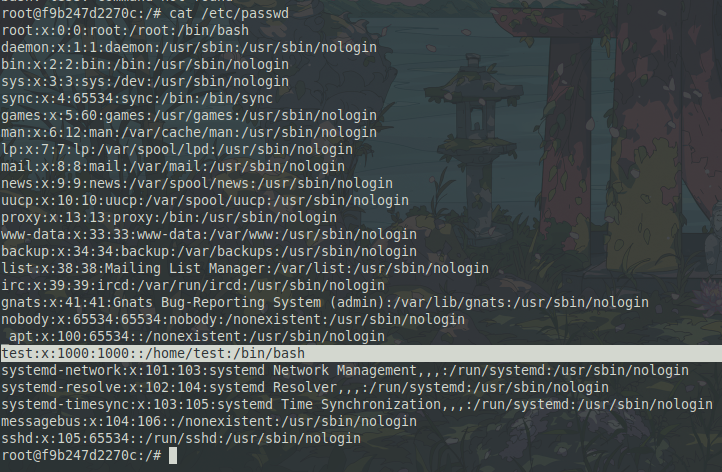 root@f9b247d2270c:/# cat /etc/passwd
root:x:0:0:root:/root:/bin/bash
daemon:x:1:1:daemon:/usr/sbin:/usr/sbin/nologin
bin:x:2:2:bin:/bin:/usr/sbin/nologin
sys:x:3:3:sys:/dev:/usr/sbin/nologin
sync:x:4:65534:sync:/bin:/bin/sync
games:x:5:60:games:/usr/games:/usr/sbin/nologin
man:x:6:12:man:/var/cache/man:/usr/sbin/nologin
lp:x:7:7:lp:/var/spool/lpd:/usr/sbin/nologin
mail:x:8:8:mail:/var/mail:/usr/sbin/nologin
news:x:9:9:news:/var/spool/news:/usr/sbin/nologin
uucp:x:10:10:uucp:/var/spool/uucp:/usr/sbin/nologin
proxy:x:13:13:proxy:/bin:/usr/sbin/nologin
www-data:x:33:33:www-data:/var/www:/usr/sbin/nologin
backup:x:34:34:backup:/var/backups:/usr/sbin/nologin
list:x:38:38:Mailing List Manager:/var/list:/usr/sbin/nologin
irc:x:39:39:ircd:/var/run/ircd:/usr/sbin/nologin
gnats:x:41:41:Gnats Bug-Reporting System (admin):/var/lib/gnats:/usr/sbin/nologin
nobody:x:65534:65534:nobody:/nonexistent:/usr/sbin/nologin
_apt:x:100:65534::/nonexistent:/usr/sbin/nologin
test:x:1000:1000::/home/test:/bin/bash
systemd-network:x:101:103:systemd Network Management,,,:/run/systemd:/usr/sbin/nologin
systemd-resolve:x:102:104:systemd Resolver,,,:/run/systemd:/usr/sbin/nologin
systemd-timesync:x:103:105:systemd Time Synchronization,,,:/run/systemd:/usr/sbin/nologin
messagebus:x:104:106::/nonexistent:/usr/sbin/nologin
sshd:x:105:65534::/run/sshd:/usr/sbin/nologin
root@f9b247d2270c:/#